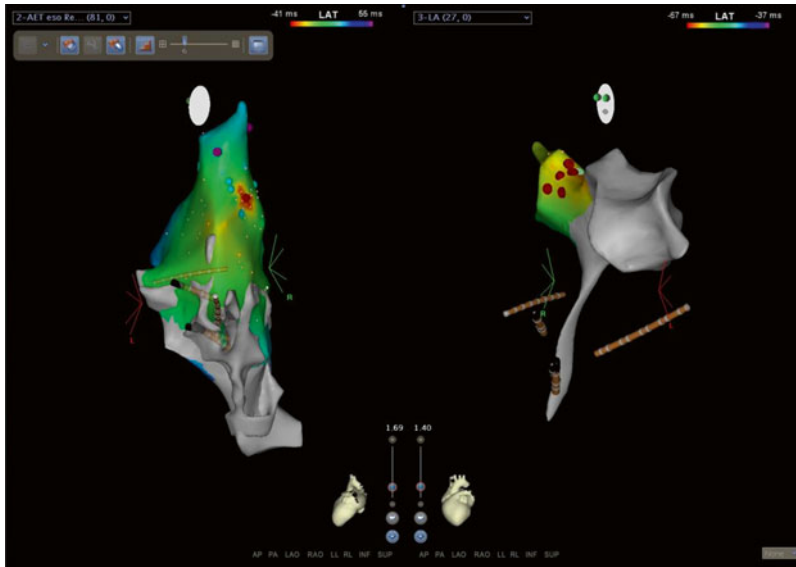 2-AET eso Re... (81, 0)
-41 ms LAT 55 ms
3-LA (27, 0)
-67 ms LAT -37 ms
R
L
R
L
1.69 1.40
AP PA LAO RAO LL RL INF SUP
AP PA LAO RAO LL RL INF SUP
None